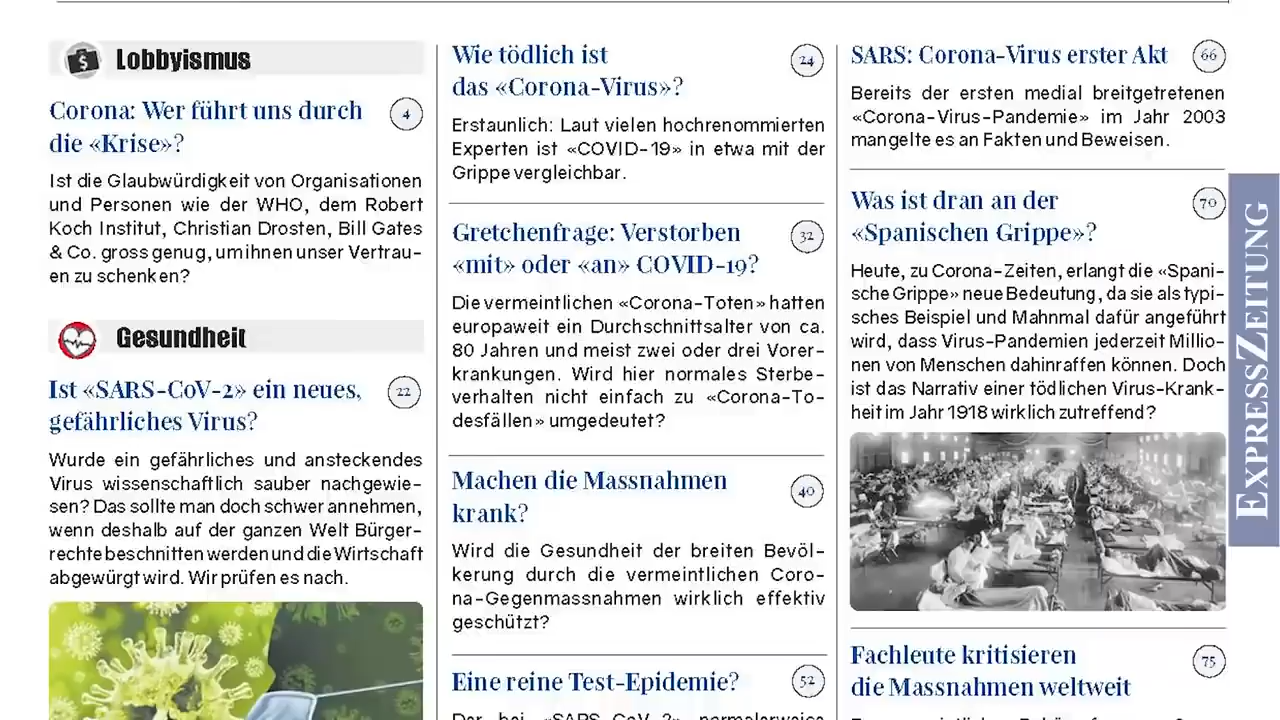 Lobbyismus
Corona: Wer führt uns durch
die «Krise»?
4
Ist die Glaubwürdigkeit von Organisationen
und Personen wie der WHO, dem Robert
Koch Institut, Christian Drosten, Bill Gates
& Co. gross genug, um ihnen unser Vertrau-
en zu schenken?
Gesundheit
Ist «SARS-CoV-2» ein neues,
gefährliches Virus?
22
Wurde ein gefährliches und ansteckendes
Virus wissenschaftlich sauber nachgewie-
sen? Das sollte man doch schwer annehmen,
wenn deshalb auf der ganzen Welt Bürger-
rechte beschnitten werden und die Wirtschaft
abgewürgt wird. Wir prüfen es nach.
Wie tödlich ist
das «Corona-Virus»?
24
Erstaunlich: Laut vielen hochrenommierten
Experten ist «COVID-19» in etwa mit der
Grippe vergleichbar.
Gretchenfrage: Verstorben
«mit» oder «an» COVID-19?
32
Die vermeintlichen «Corona-Toten» hatten
europaweit ein Durchschnittsalter von ca.
80 Jahren und meist zwei oder drei Vorer-
krankungen. Wird hier normales Sterbe-
verhalten nicht einfach zu «Corona-To-
desfällen» umgedeutet?
Machen die Massnahmen
krank?
40
Wird die Gesundheit der breiten Bevöl-
kerung durch die vermeintlichen Coro-
na-Gegenmassnahmen wirklich effektiv
geschützt?
Eine reine Test-Epidemie?
52
Der bei «SARS-CoV-2» normalerweise
SARS: Corona-Virus erster Akt
66
Bereits der ersten medial breitgetretenen
«Corona-Virus-Pandemie» im Jahr 2003
mangelte es an Fakten und Beweisen.
Was ist dran an der
«Spanischen Grippe»?
70
Heute, zu Corona-Zeiten, erlangt die «Spani-
sche Grippe» neue Bedeutung, da sie als typi-
sches Beispiel und Mahnmal dafür angeführt
wird, dass Virus-Pandemien jederzeit Millio-
nen von Menschen dahinraffen können. Doch
ist das Narrativ einer tödlichen Virus-Krank-
heit im Jahr 1918 wirklich zutreffend?
Fachleute kritisieren
die Massnahmen weltweit
75
EXPRESSZEITUNG